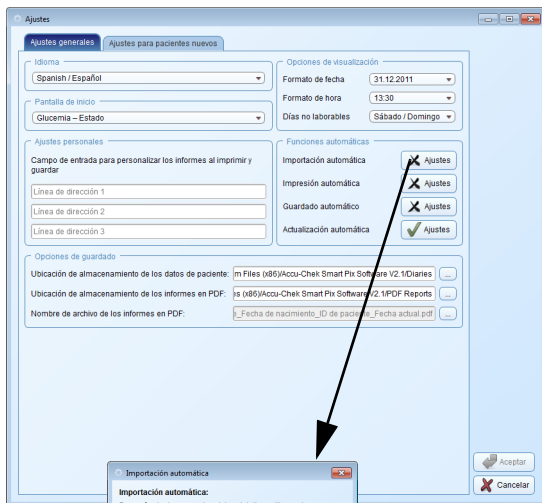 Ajustes
Ajustes generales
Ajustes para pacientes nuevos
Idioma
Spanish / Español
Pantalla de inicio
Glucemia – Estado
Opciones de visualización
Formato de fecha
31.12.2011
Formato de hora
13:30
Días no laborables
Sábado / Domingo
Ajustes personales
Campo de entrada para personalizar los informes al imprimir y
guardar
Línea de dirección 1
Línea de dirección 2
Línea de dirección 3
Funciones automáticas
Importación automática
Ajustes
Impresión automática
Ajustes
Guardado automático
Ajustes
Actualización automática
Ajustes
Opciones de guardado
Ubicación de almacenamiento de los datos de paciente:
m Files (x86)/Accu-Chek Smart Pix Software V2.1/Diaries
...
Ubicación de almacenamiento de los informes en PDF:
es (x86)/Accu-Chek Smart Pix Software V2.1/PDF Reports
...
Nombre de archivo de los informes en PDF:
_Fecha de nacimiento_ID de paciente_Fecha actual.pdf
...
Aceptar
Cancelar
Importación automática
Importación automática: